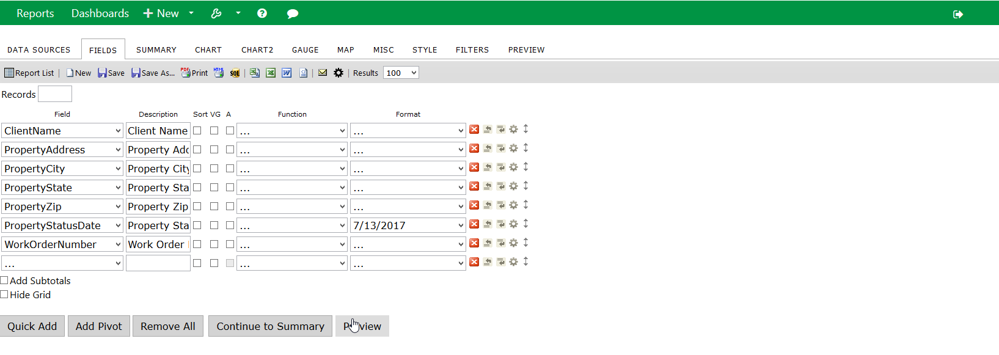 Reports Dashboards New
DATA SOURCES FIELDS SUMMARY CHART CHART2 GAUGE MAP MISC STYLE FILTERS PREVIEW
Report List | New Save Save As... PDF Print HTML SQL | | Results 100
Records
Field Description Sort VG A Function Format
ClientName Client Name ... ...
PropertyAddress Property Adc ... ...
PropertyCity Property City ... ...
PropertyState Property Sta ... ...
PropertyZip Property Zip ... ...
PropertyStatusDate Property Sta ... 7/13/2017
WorkOrderNumber Work Order ... ...
... ... ...
Add Subtotals
Hide Grid
Quick Add Add Pivot Remove All Continue to Summary Preview